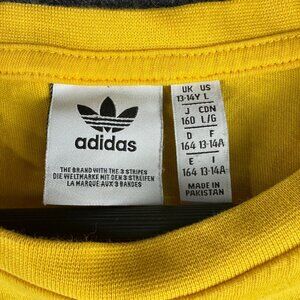 adidas
THE BRAND WITH THE 3 STRIPES
DIE WELTMARKE MIT DEN 3 STREIFEN
LA MARQUE AUX 3 BANDES
UK US
13-14Y L
J CDN
160 L/G
D F
164 13-14A
E I
164 13-14A
MADE IN
PAKISTAN